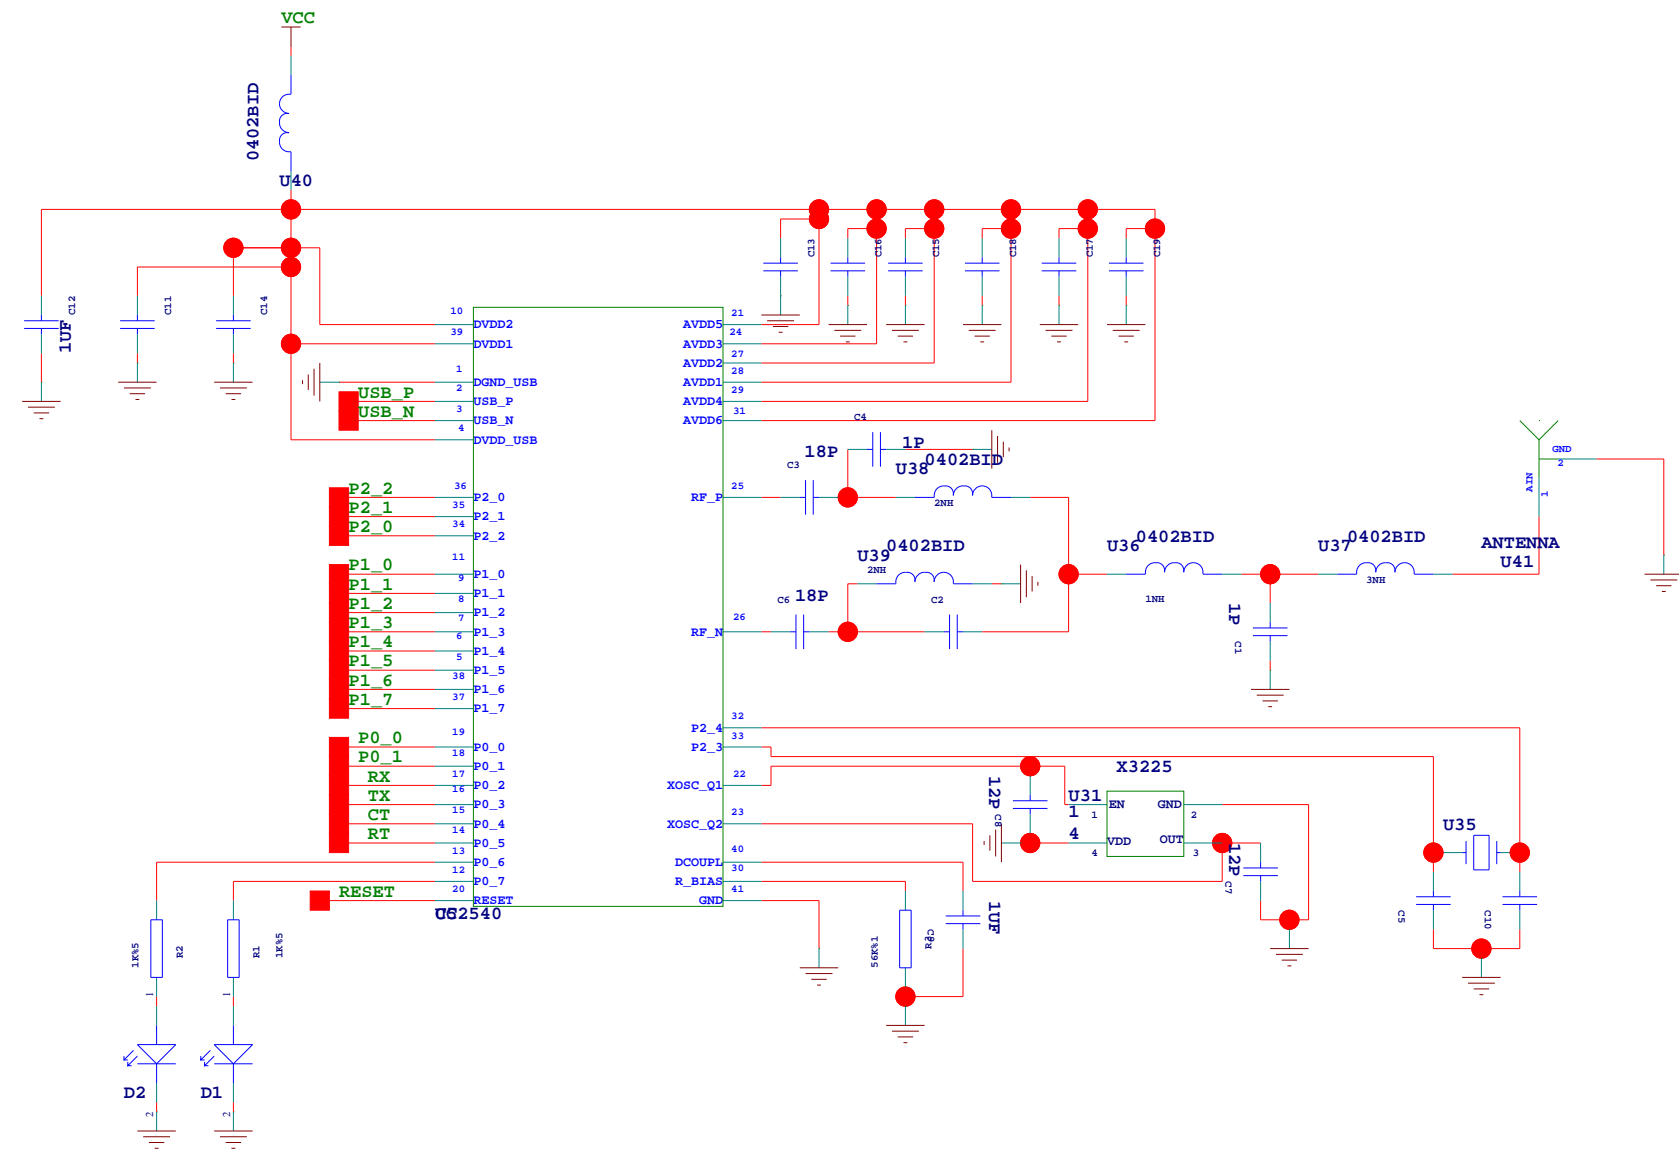 VCC
0402BID
U40
C12
1UF
C11
C14
C13
C16
C15
C18
C17
C19
10
DVDD2
39
DVDD1
1
DGND_USB
USB_P
2
USB_P
USB_N
3
USB_N
4
DVDD_USB
P2_2
36
P2_0
P2_1
35
P2_1
P2_0
34
P2_2
P1_0
11
P1_0
P1_1
9
P1_1
P1_2
8
P1_2
P1_3
7
P1_3
P1_4
6
P1_4
P1_5
5
P1_5
P1_6
38
P1_6
P1_7
37
P1_7
P0_0
19
P0_0
P0_1
18
P0_1
RX
17
P0_2
TX
16
P0_3
CT
15
P0_4
RT
14
P0_5
13
P0_6
12
P0_7
RESET
20
RESET
21
AVDD5
24
AVDD3
27
AVDD2
28
AVDD1
29
AVDD4
31
AVDD6
25
RF_P
26
RF_N
32
P2_4
33
P2_3
22
XOSC_Q1
23
XOSC_Q2
40
DCOUPL
30
R_BIAS
41
GND
C4
1P
18P
C3
U38
0402BID
2NH
U39
0402BID
2NH
C6
18P
C2
U36
0402BID
1NH
U37
0402BID
3NH
1P
C1
ANTENNA
U41
GND
2
AIN
1
X3225
U31
1
4
EN
1
GND
2
VDD
4
OUT
3
12P
C8
12P
C7
U35
C5
C10
1UF
56K%1
1K%5
R2
R1
1K%5
1
1
D2
D1
2
2